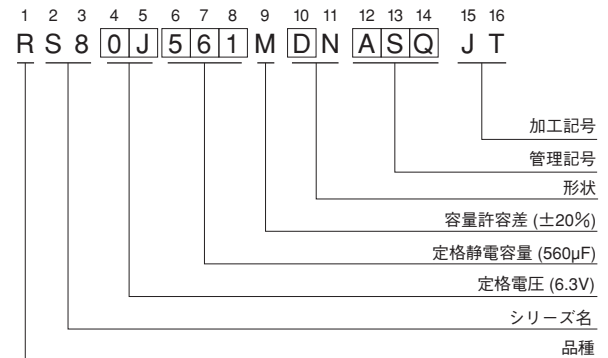 1 2 3 4 5 6 7 8 9 10 11 12 13 14 15 16
R S 8 0 J 5 6 1 M D N A S Q J T
加工記号
管理記号
形状
容量許容差 (±20%)
定格静電容量 (560µF)
定格電圧 (6.3V)
シリーズ名
品種